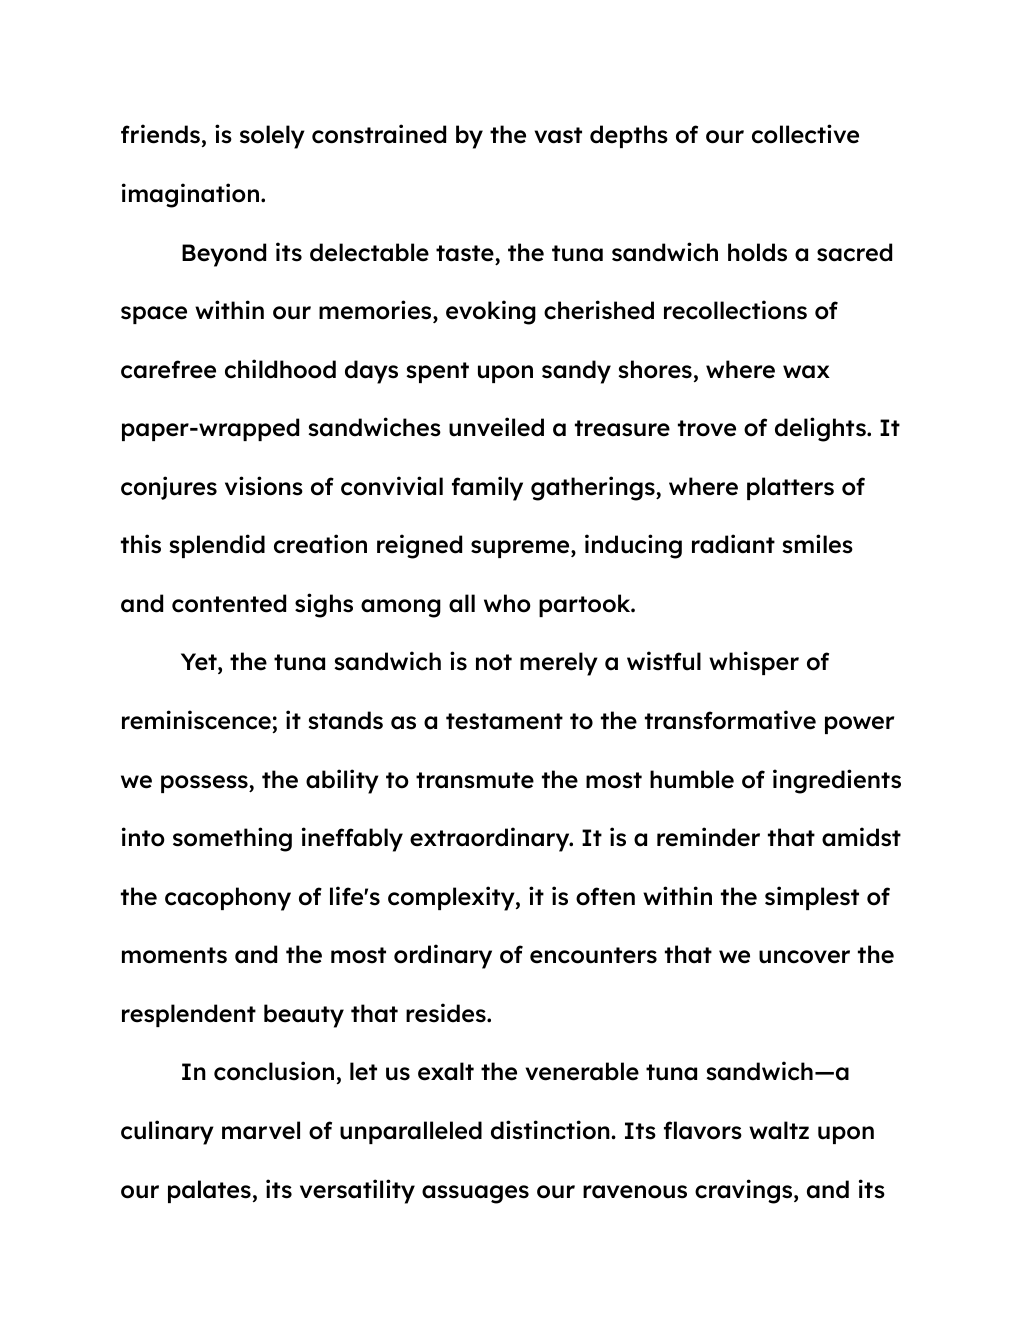 friends, is solely constrained by the vast depths of our collective
imagination.
Beyond its delectable taste, the tuna sandwich holds a sacred
space within our memories, evoking cherished recollections of
carefree childhood days spent upon sandy shores, where wax
paper-wrapped sandwiches unveiled a treasure trove of delights. It
conjures visions of convivial family gatherings, where platters of
this splendid creation reigned supreme, inducing radiant smiles
and contented sighs among all who partook.
Yet, the tuna sandwich is not merely a wistful whisper of
reminiscence; it stands as a testament to the transformative power
we possess, the ability to transmute the most humble of ingredients
into something ineffably extraordinary. It is a reminder that amidst
the cacophony of life's complexity, it is often within the simplest of
moments and the most ordinary of encounters that we uncover the
resplendent beauty that resides.
In conclusion, let us exalt the venerable tuna sandwich—a
culinary marvel of unparalleled distinction. Its flavors waltz upon
our palates, its versatility assuages our ravenous cravings, and its